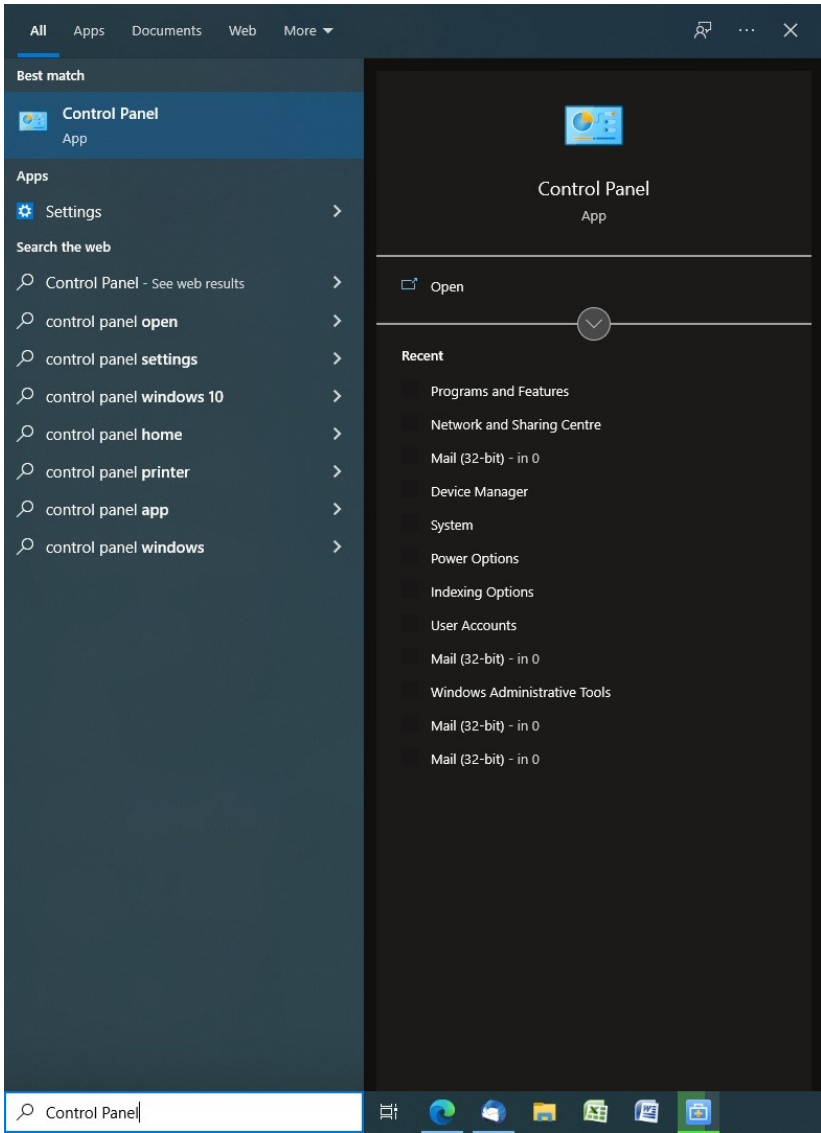 All Apps Documents Web More
Best match
Control Panel
App
Apps
Settings
Search the web
Control Panel - See web results
control panel open
control panel settings
control panel windows 10
control panel home
control panel printer
control panel app
control panel windows
Control Panel
App
Open
Recent
Programs and Features
Network and Sharing Centre
Mail (32-bit) - in 0
Device Manager
System
Power Options
Indexing Options
User Accounts
Mail (32-bit) - in 0
Windows Administrative Tools
Mail (32-bit) - in 0
Mail (32-bit) - in 0
Control Panel